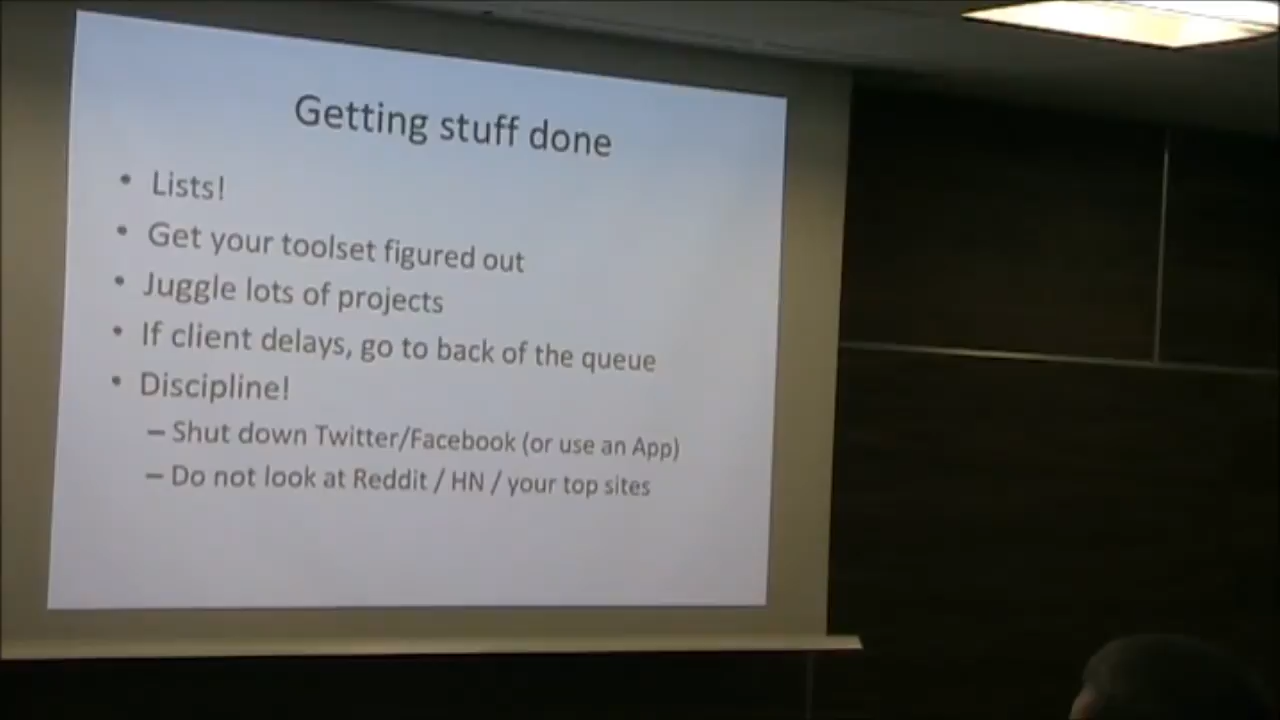 Getting stuff done
• Lists!
• Get your toolset figured out
• Juggle lots of projects
• If client delays, go to back of the queue
• Discipline!
– Shut down Twitter/Facebook (or use an App)
– Do not look at Reddit / HN / your top sites